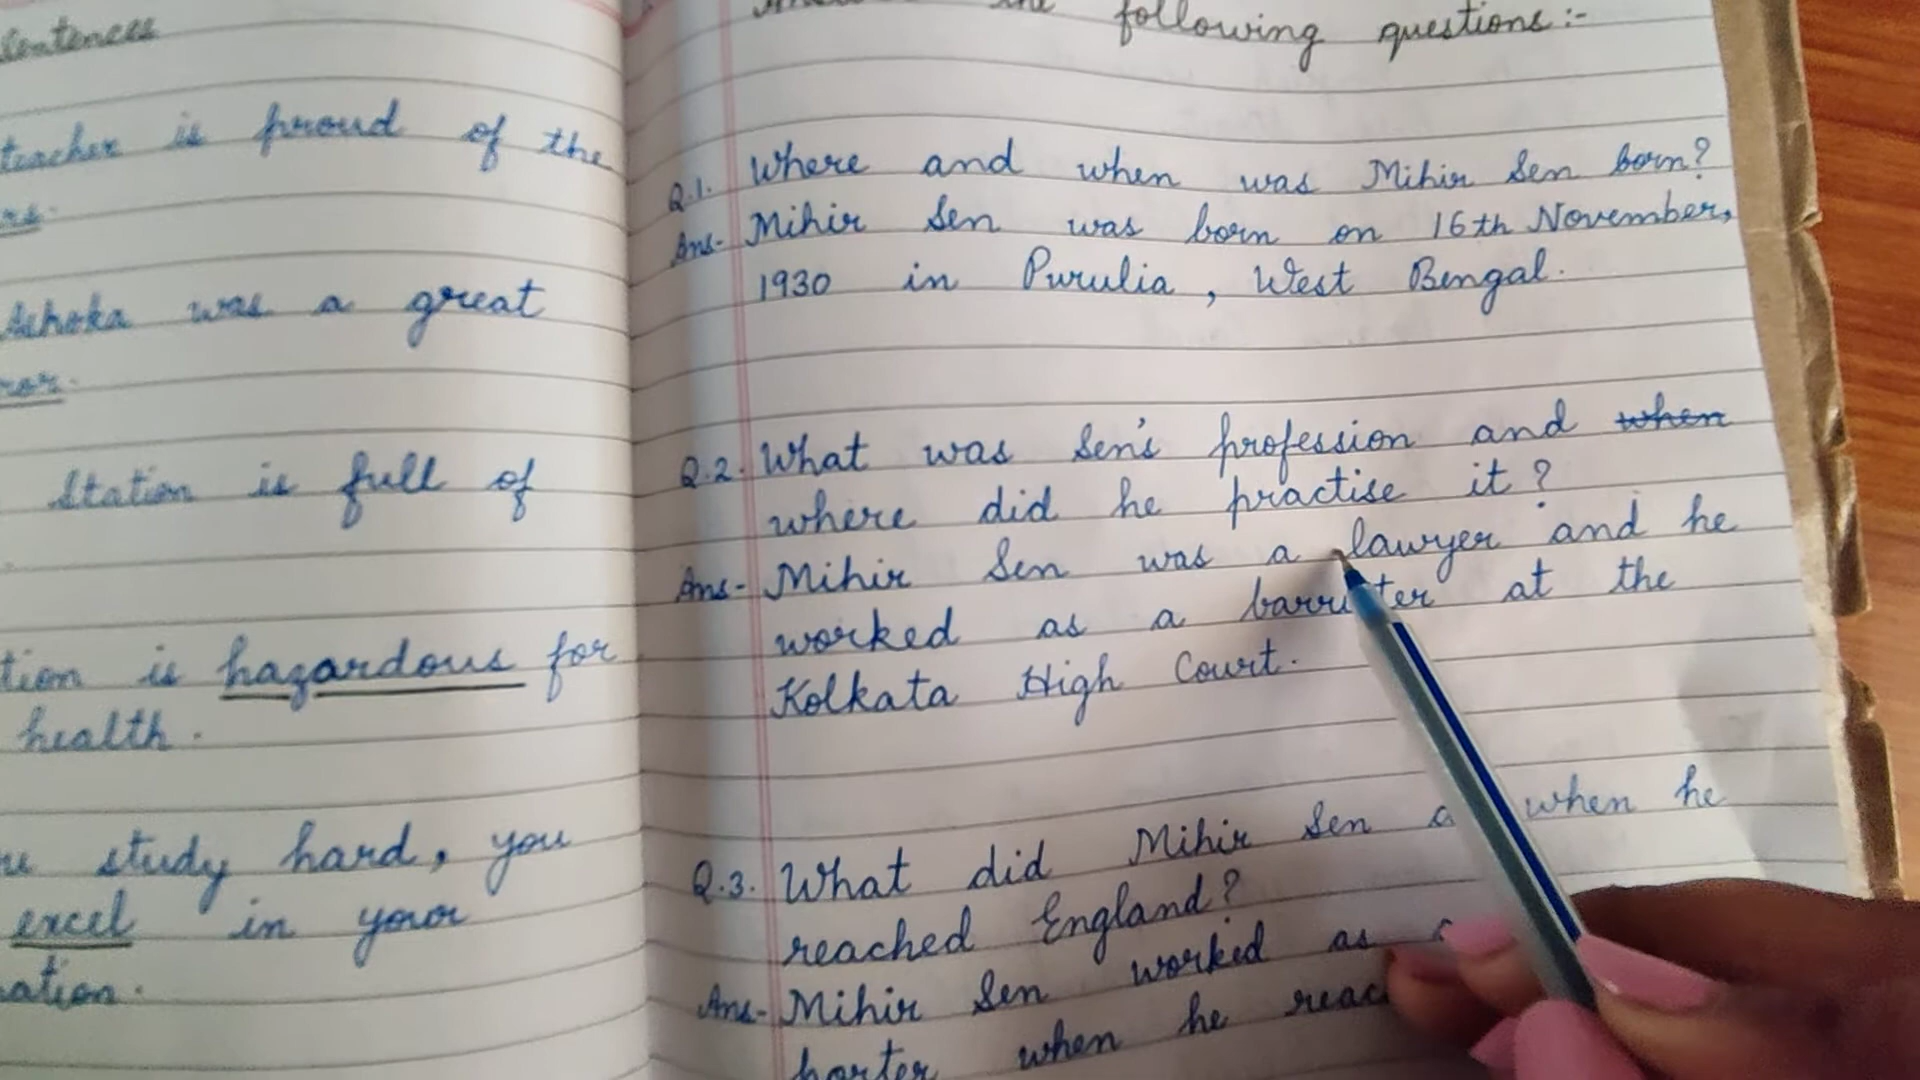 Sentences
teacher is proud of the
Ashoka was a great
Station is full of
tion is hazardous for
health.
study hard, you
excel in your
ation.
the following questions:-
Q.1. Where and when was Mihir Sen born?
Ans- Mihir Sen was born on 16th November,
1930 in Purulia, West Bengal.
Q.2. What was Sen's profession and when
where did he practise it?
Ans- Mihir Sen was a lawyer and he
worked as a barrister at the
Kolkata High Court.
Q.3. What did Mihir Sen when he
reached England?
Ans- Mihir Sen worked as
porter when he reac